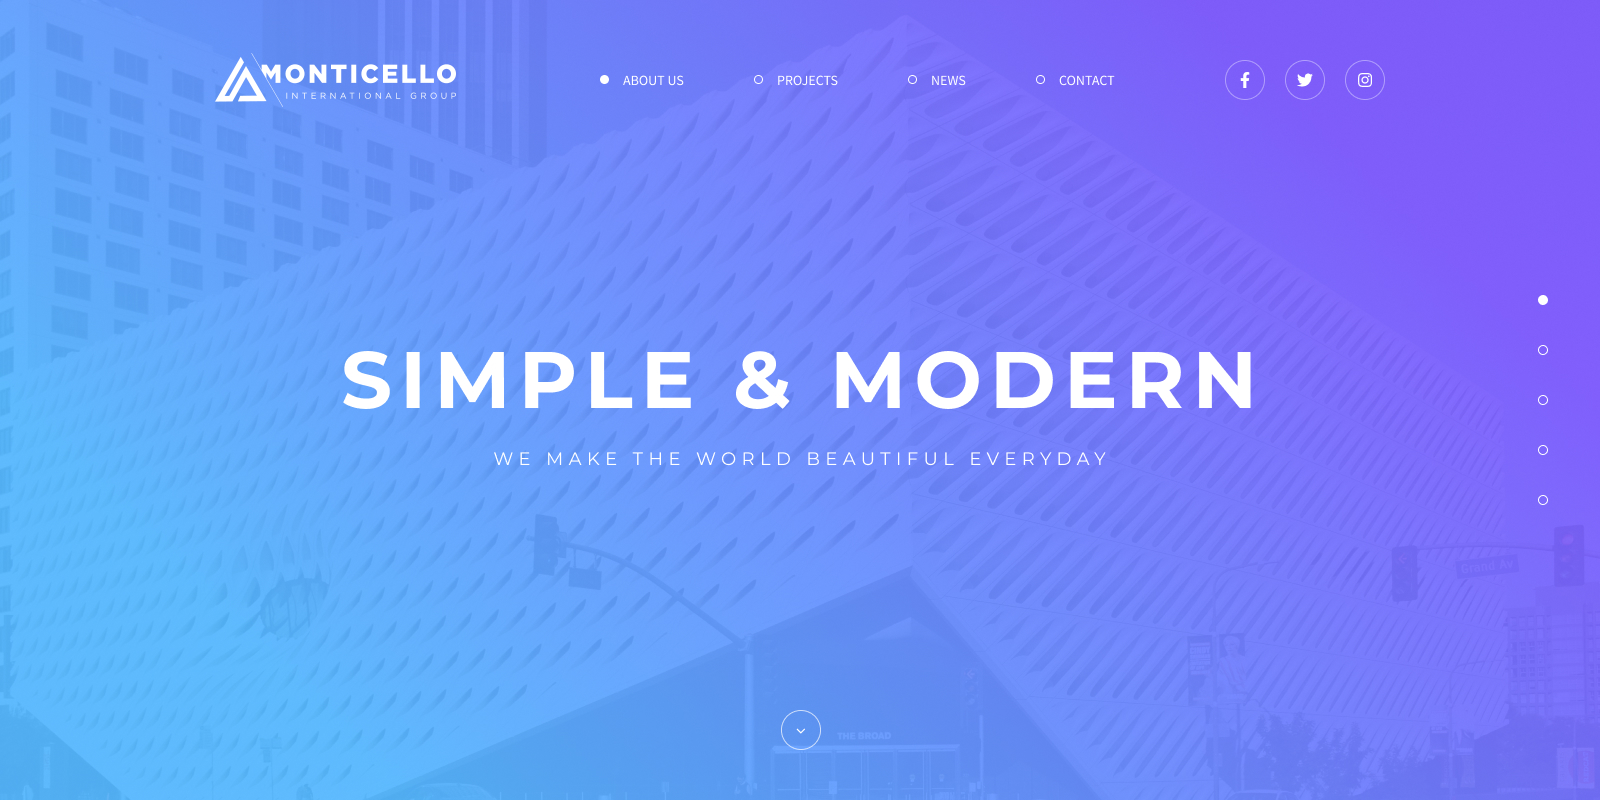 MONTICELLO
INTERNATIONAL GROUP
ABOUT US
PROJECTS
NEWS
CONTACT
SIMPLE & MODERN
WE MAKE THE WORLD BEAUTIFUL EVERYDAY
Grand Av
THE BROAD